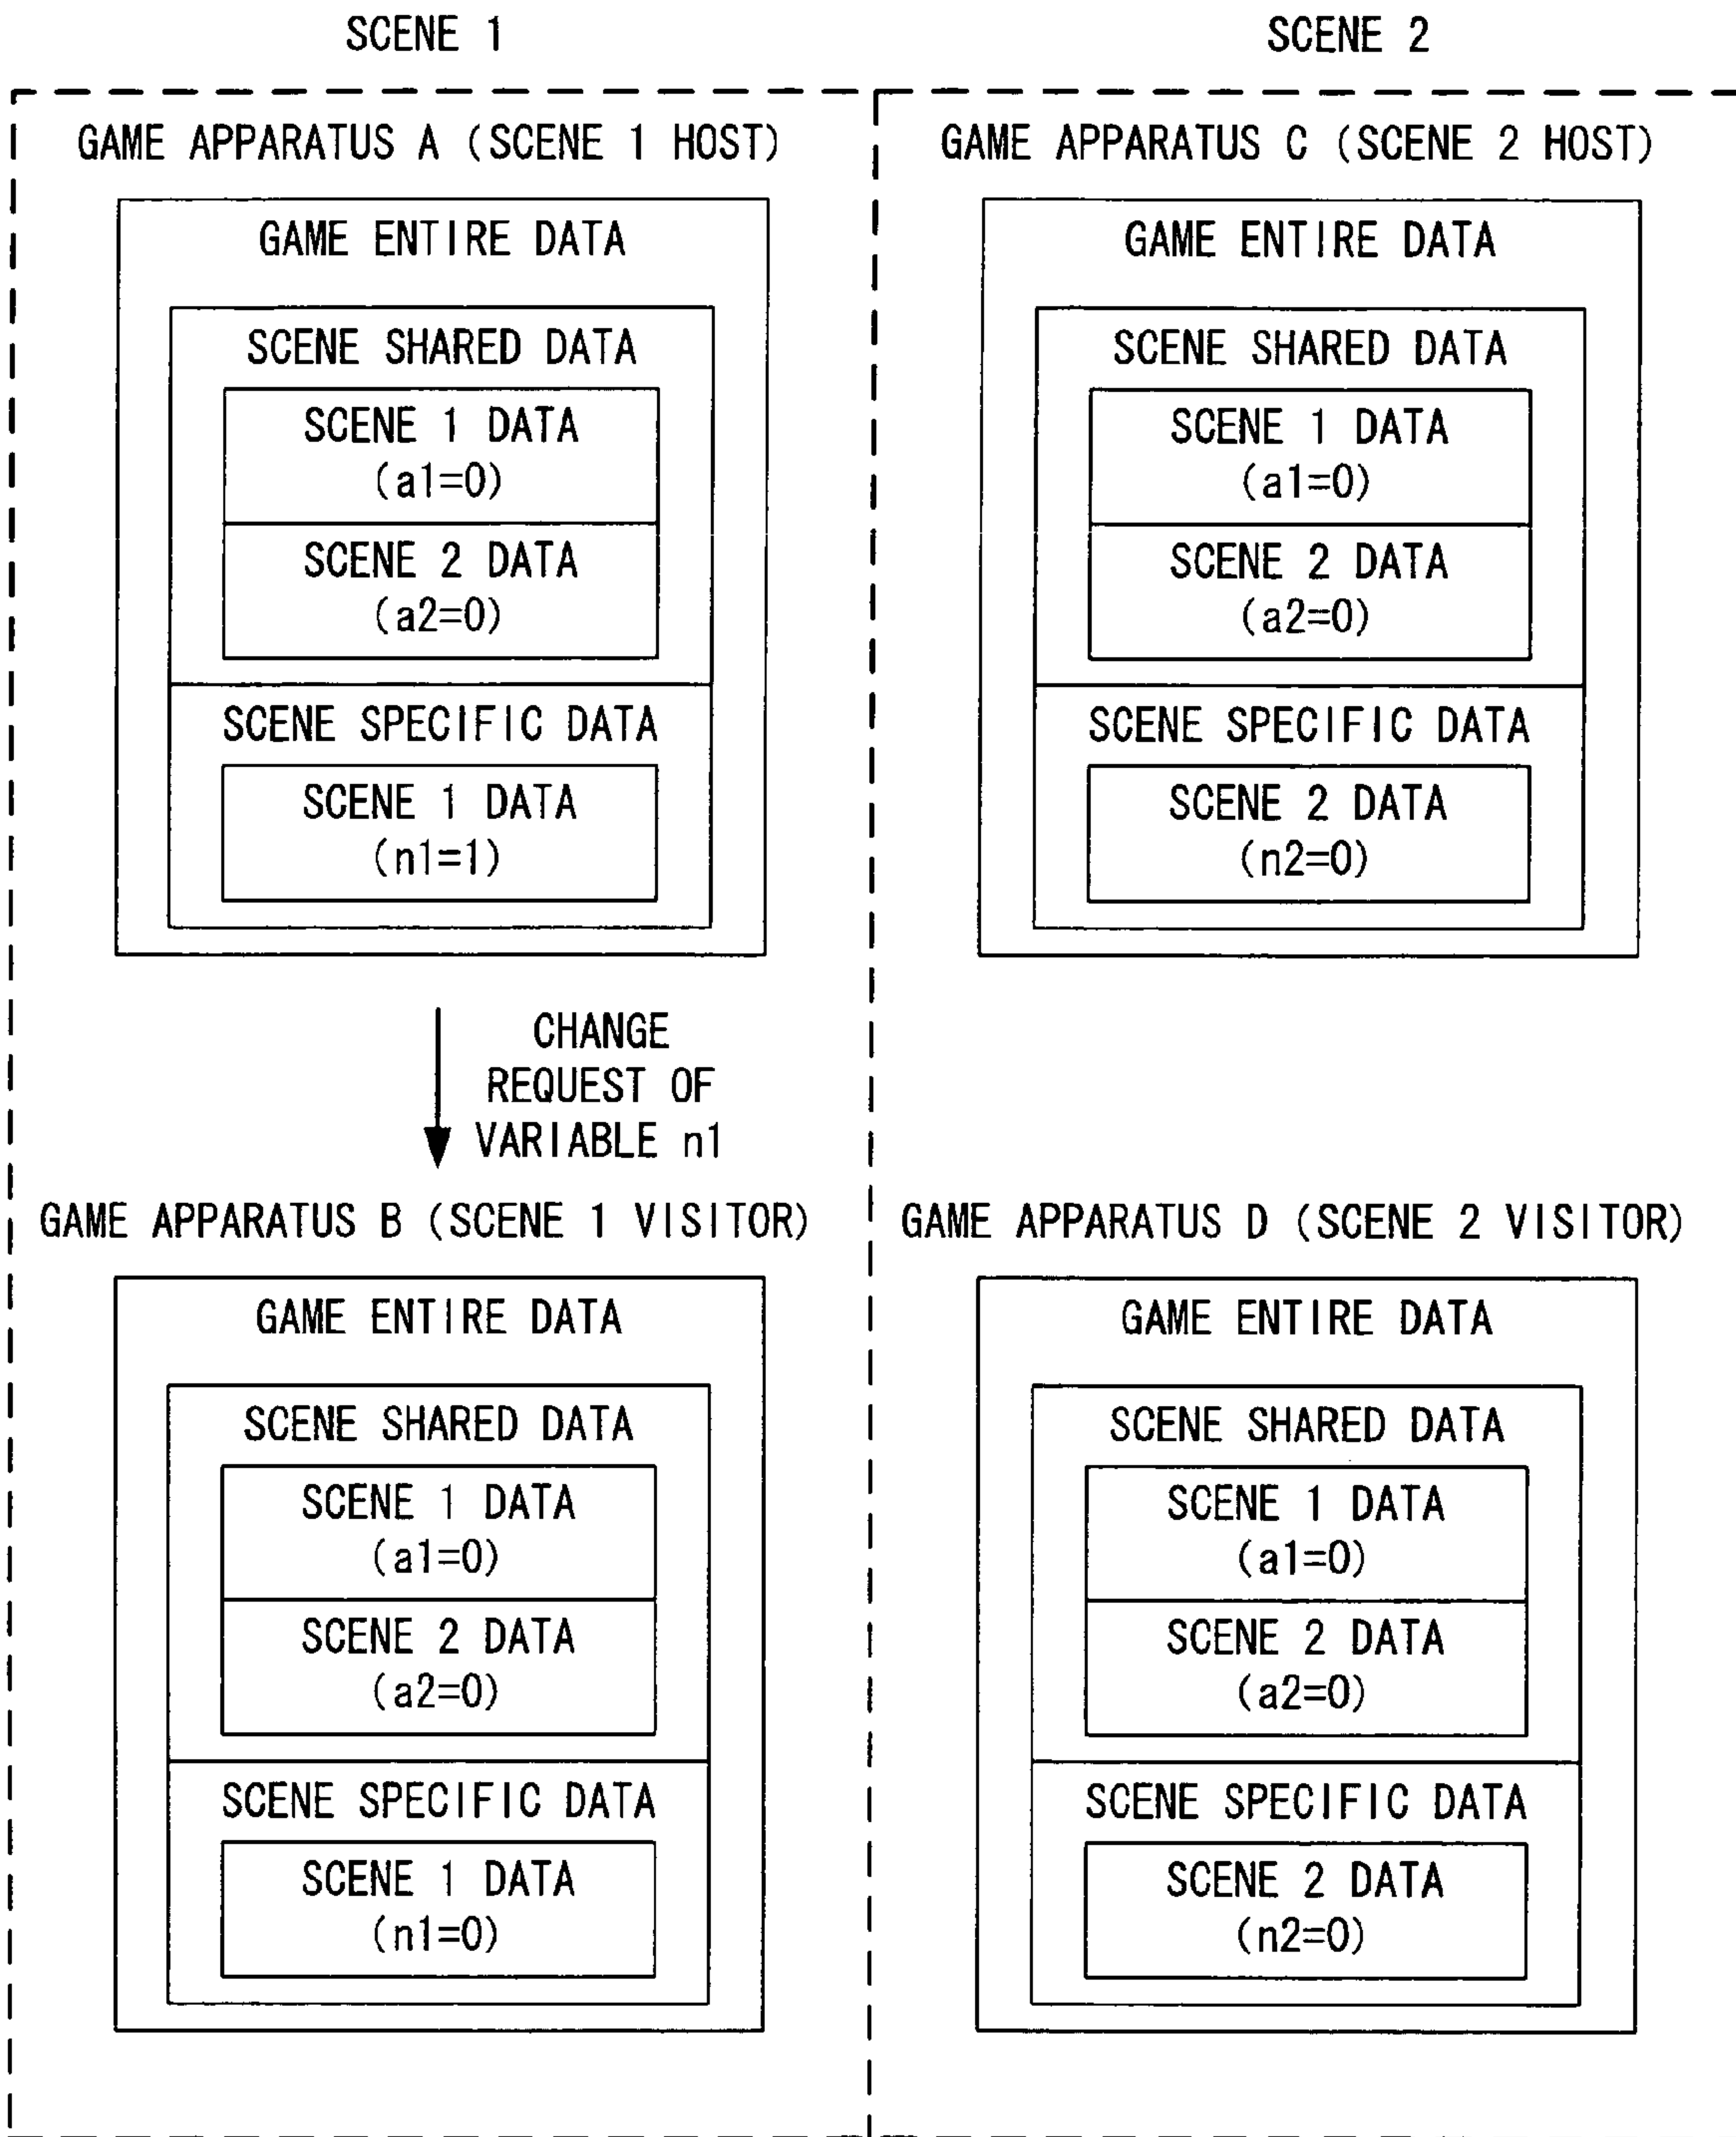 SCENE 1
SCENE 2
GAME APPARATUS A (SCENE 1 HOST)
GAME ENTIRE DATA
SCENE SHARED DATA
SCENE 1 DATA
(a1=0)
SCENE 2 DATA
(a2=0)
SCENE SPECIFIC DATA
SCENE 1 DATA
(n1=1)
CHANGE
REQUEST OF
VARIABLE n1
GAME APPARATUS B (SCENE 1 VISITOR)
GAME ENTIRE DATA
SCENE SHARED DATA
SCENE 1 DATA
(a1=0)
SCENE 2 DATA
(a2=0)
SCENE SPECIFIC DATA
SCENE 1 DATA
(n1=0)
GAME APPARATUS C (SCENE 2 HOST)
GAME ENTIRE DATA
SCENE SHARED DATA
SCENE 1 DATA
(a1=0)
SCENE 2 DATA
(a2=0)
SCENE SPECIFIC DATA
SCENE 2 DATA
(n2=0)
GAME APPARATUS D (SCENE 2 VISITOR)
GAME ENTIRE DATA
SCENE SHARED DATA
SCENE 1 DATA
(a1=0)
SCENE 2 DATA
(a2=0)
SCENE SPECIFIC DATA
SCENE 2 DATA
(n2=0)